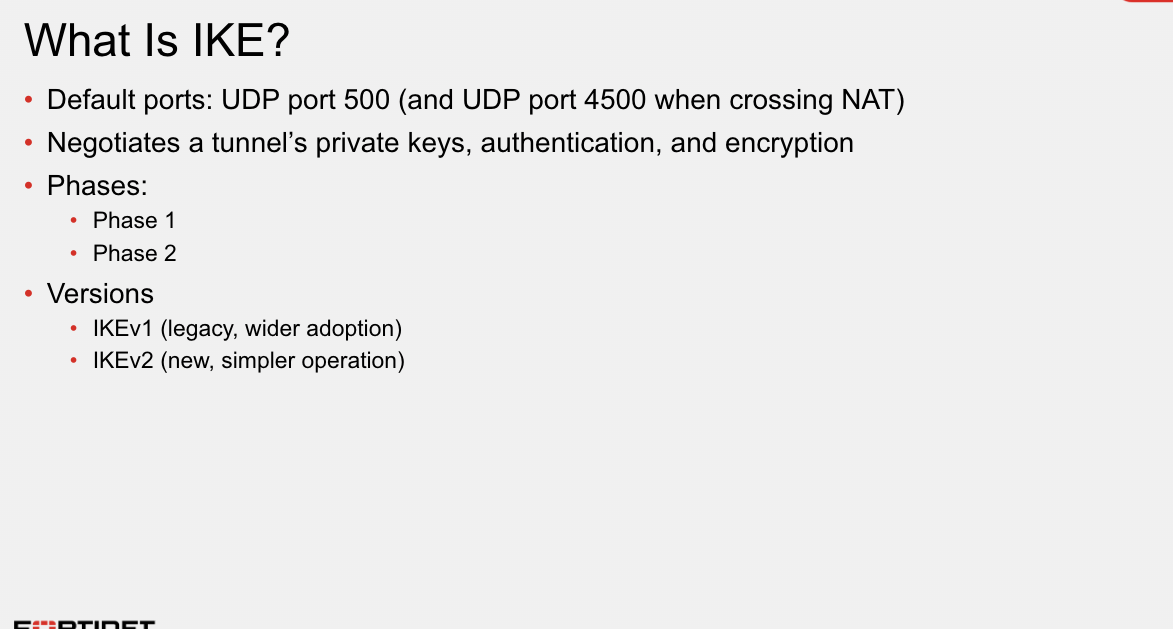 What Is IKE?
• Default ports: UDP port 500 (and UDP port 4500 when crossing NAT)
• Negotiates a tunnel’s private keys, authentication, and encryption
• Phases:
• Phase 1
• Phase 2
• Versions
• IKEv1 (legacy, wider adoption)
• IKEv2 (new, simpler operation)
FORTINET